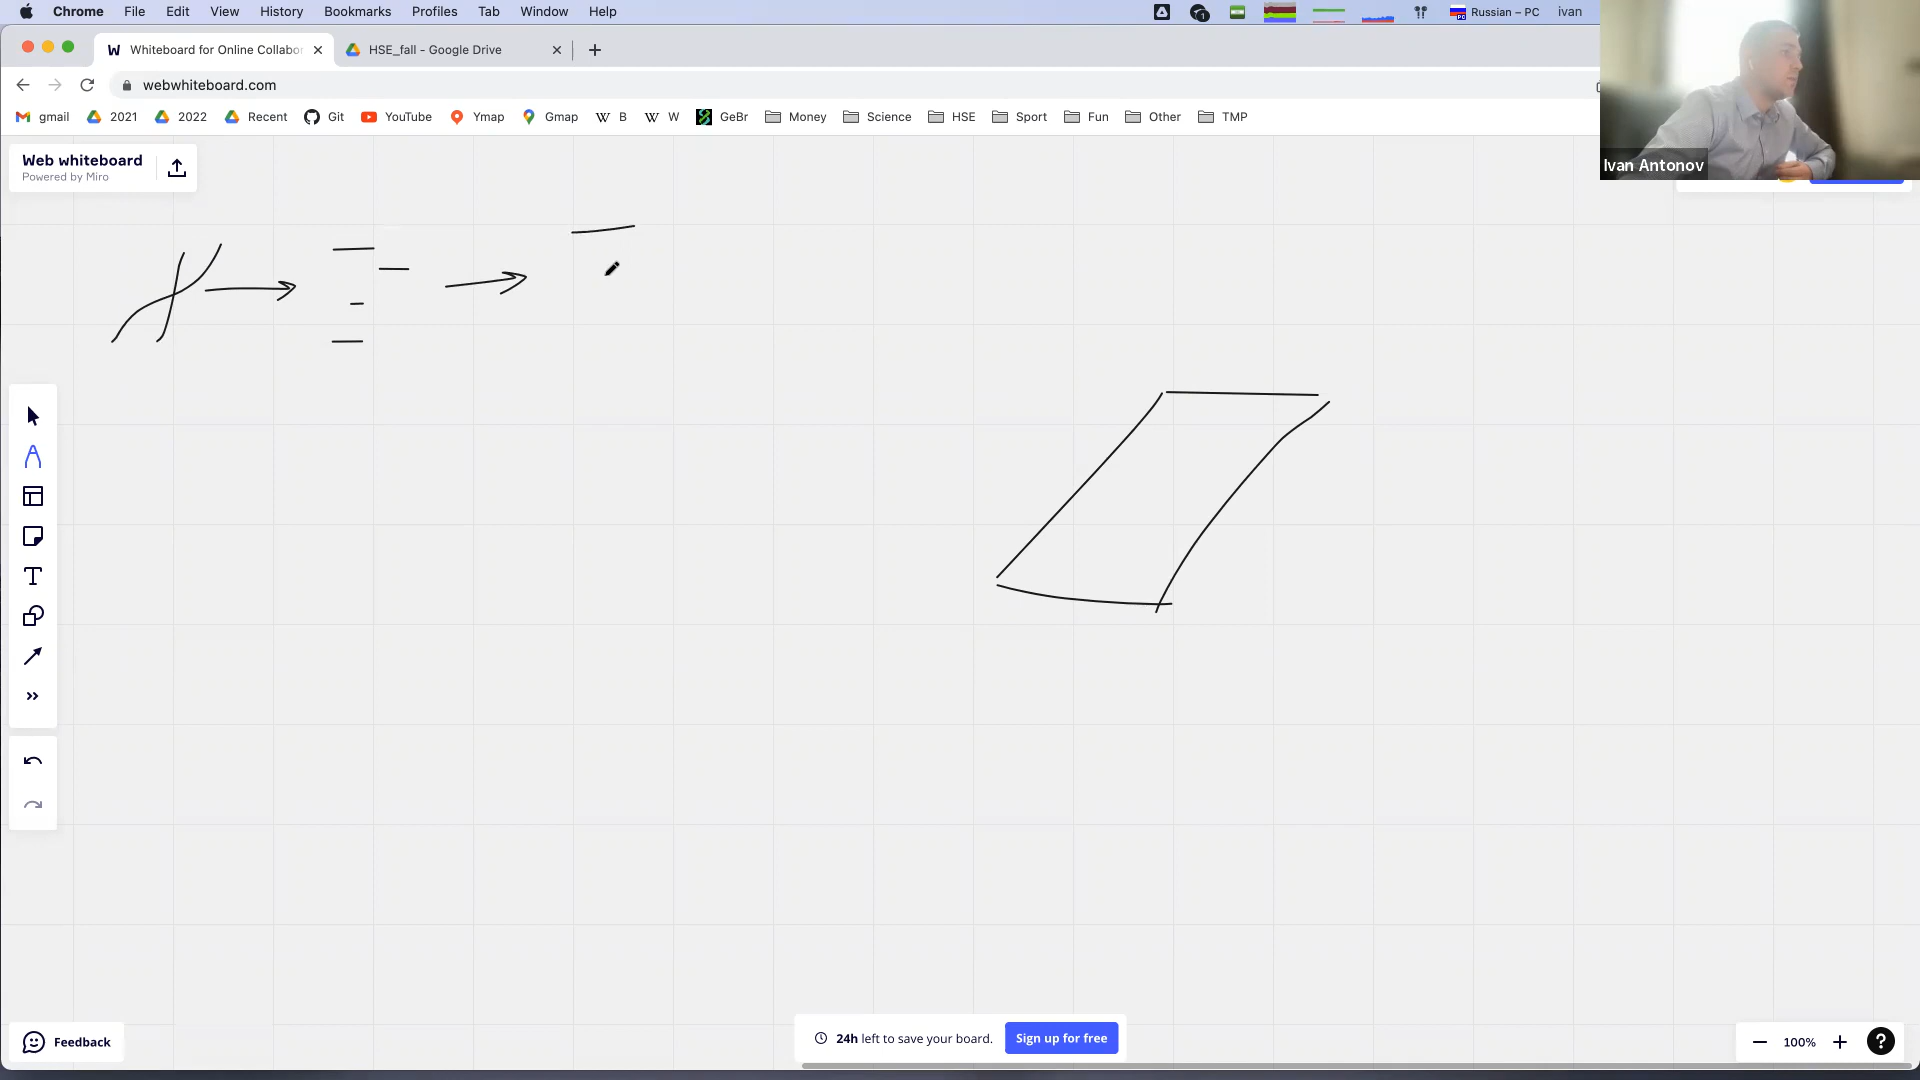 Chrome File Edit View History Bookmarks Profiles Tab Window Help
Russian – PC ivan
Whiteboard for Online Collabo
HSE_fall - Google Drive
webwhiteboard.com
gmail 2021 2022 Recent Git YouTube Ymap Gmap W B W W GeBr Money Science HSE Sport Fun Other TMP
Ivan Antonov
Web whiteboard
Powered by Miro
Feedback
24h left to save your board.
Sign up for free
100%